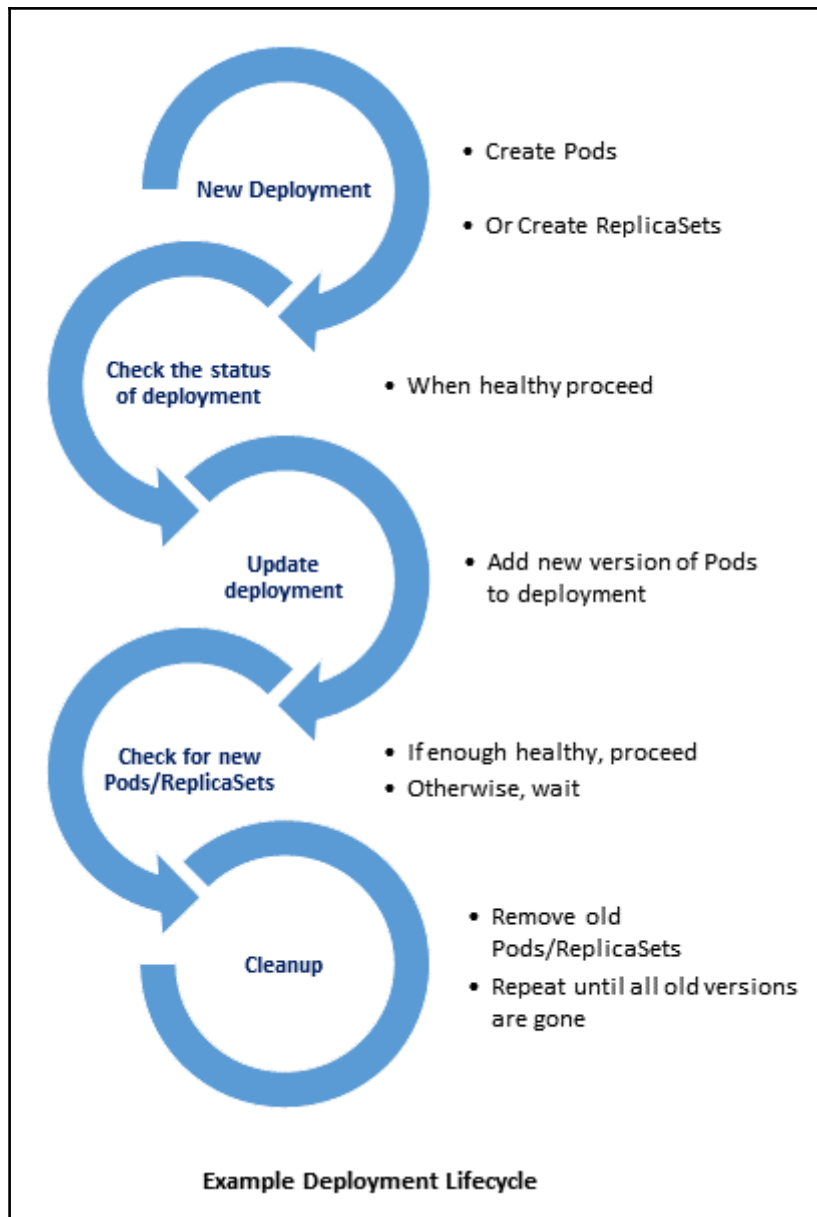 New Deployment
• Create Pods
• Or Create ReplicaSets
Check the status
of deployment
• When healthy proceed
Update
deployment
• Add new version of Pods
to deployment
Check for new
Pods/ReplicaSets
• If enough healthy, proceed
• Otherwise, wait
Cleanup
• Remove old
Pods/ReplicaSets
• Repeat until all old versions
are gone
Example Deployment Lifecycle